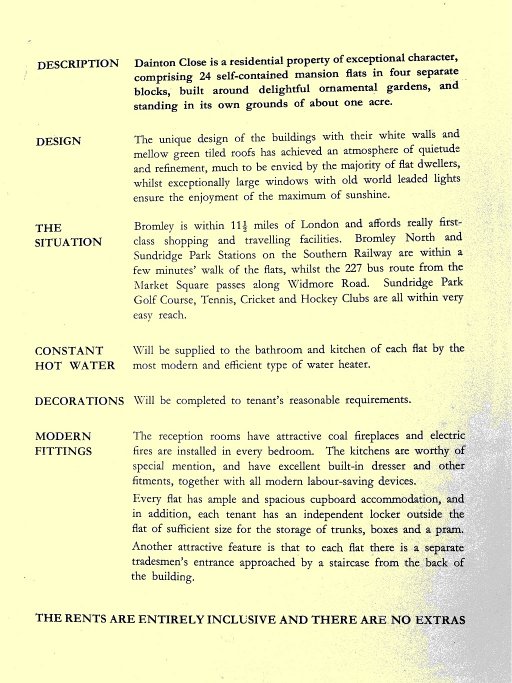 DESCRIPTION Dainton Close is a residential property of exceptional character,
comprising 24 self-contained mansion flats in four separate
blocks, built around delightful ornamental gardens, and
standing in its own grounds of about one acre.
DESIGN The unique design of the buildings with their white walls and
mellow green tiled roofs has achieved an atmosphere of quietude
and refinement, much to be envied by the majority of flat dwellers,
whilst exceptionally large windows with old world leaded lights
ensure the enjoyment of the maximum of sunshine.
THE Bromley is within 11½ miles of London and affords really first-
SITUATION class shopping and travelling facilities. Bromley North and
Sundridge Park Stations on the Southern Railway are within a
few minutes' walk of the flats, whilst the 227 bus route from the
Market Square passes along Widmore Road. Sundridge Park
Golf Course, Tennis, Cricket and Hockey Clubs are all within very
easy reach.
CONSTANT Will be supplied to the bathroom and kitchen of each flat by the
HOT WATER most modern and efficient type of water heater.
DECORATIONS Will be completed to tenant's reasonable requirements.
MODERN The reception rooms have attractive coal fireplaces and electric
FITTINGS fires are installed in every bedroom. The kitchens are worthy of
special mention, and have excellent built-in dresser and other
fitments, together with all modern labour-saving devices.
Every flat has ample and spacious cupboard accommodation, and
in addition, each tenant has an independent locker outside the
flat of sufficient size for the storage of trunks, boxes and a pram.
Another attractive feature is that to each flat there is a separate
tradesmen's entrance approached by a staircase from the back of
the building.
THE RENTS ARE ENTIRELY INCLUSIVE AND THERE ARE NO EXTRAS